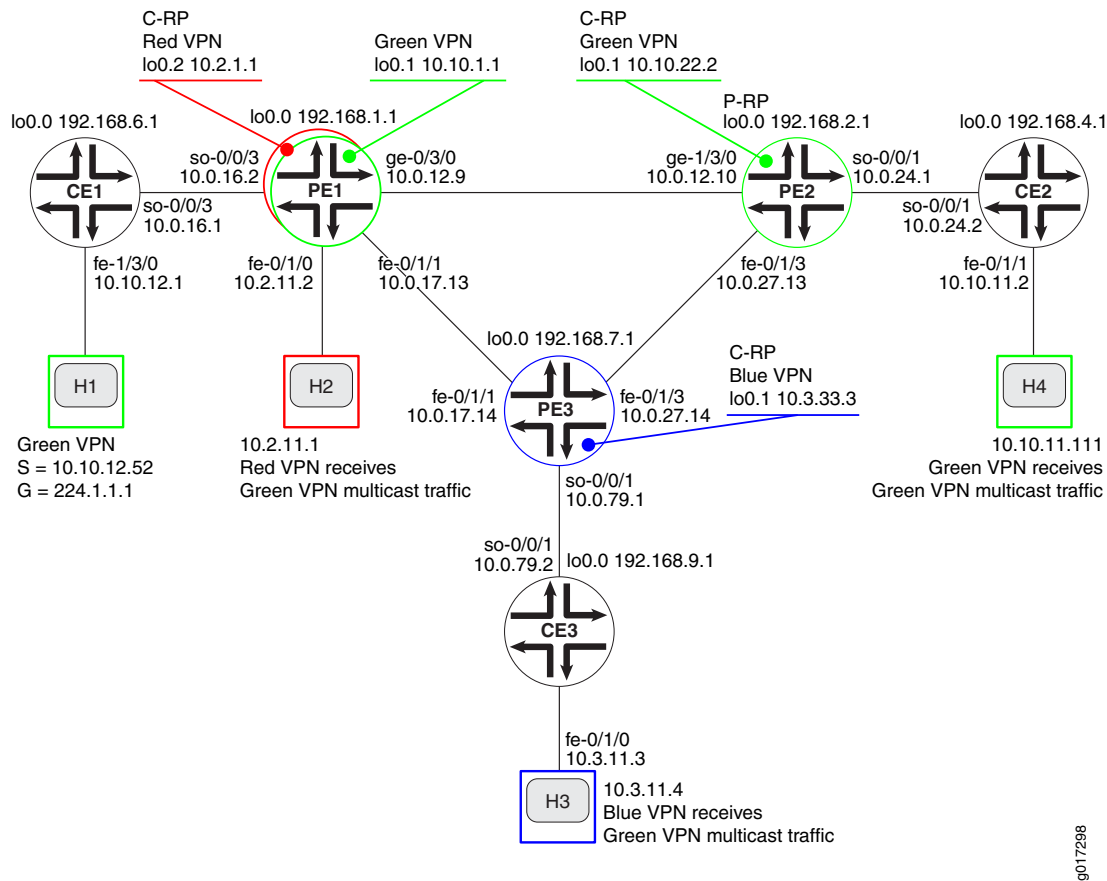 C-RP
Red VPN
lo0.2 10.2.1.1
Green VPN
lo0.1 10.10.1.1
C-RP
Green VPN
lo0.1 10.10.22.2
lo0.0 192.168.6.1
lo0.0 192.168.1.1
P-RP
lo0.0 192.168.2.1
lo0.0 192.168.4.1
CE1
so-0/0/3
10.0.16.2
so-0/0/3
10.0.16.1
PE1
ge-0/3/0
10.0.12.9
ge-1/3/0
10.0.12.10
PE2
so-0/0/1
10.0.24.1
so-0/0/1
10.0.24.2
CE2
fe-1/3/0
10.10.12.1
fe-0/1/0
10.2.11.2
fe-0/1/1
10.0.17.13
fe-0/1/3
10.0.27.13
fe-0/1/1
10.10.11.2
lo0.0 192.168.7.1
C-RP
Blue VPN
lo0.1 10.3.33.3
H1
H2
fe-0/1/1
10.0.17.14
PE3
fe-0/1/3
10.0.27.14
H4
Green VPN
S = 10.10.12.52
G = 224.1.1.1
10.2.11.1
Red VPN receives
Green VPN multicast traffic
10.10.11.111
Green VPN receives
Green VPN multicast traffic
so-0/0/1
10.0.79.1
so-0/0/1
10.0.79.2
lo0.0 192.168.9.1
CE3
fe-0/1/0
10.3.11.3
H3
10.3.11.4
Blue VPN receives
Green VPN multicast traffic
g017298